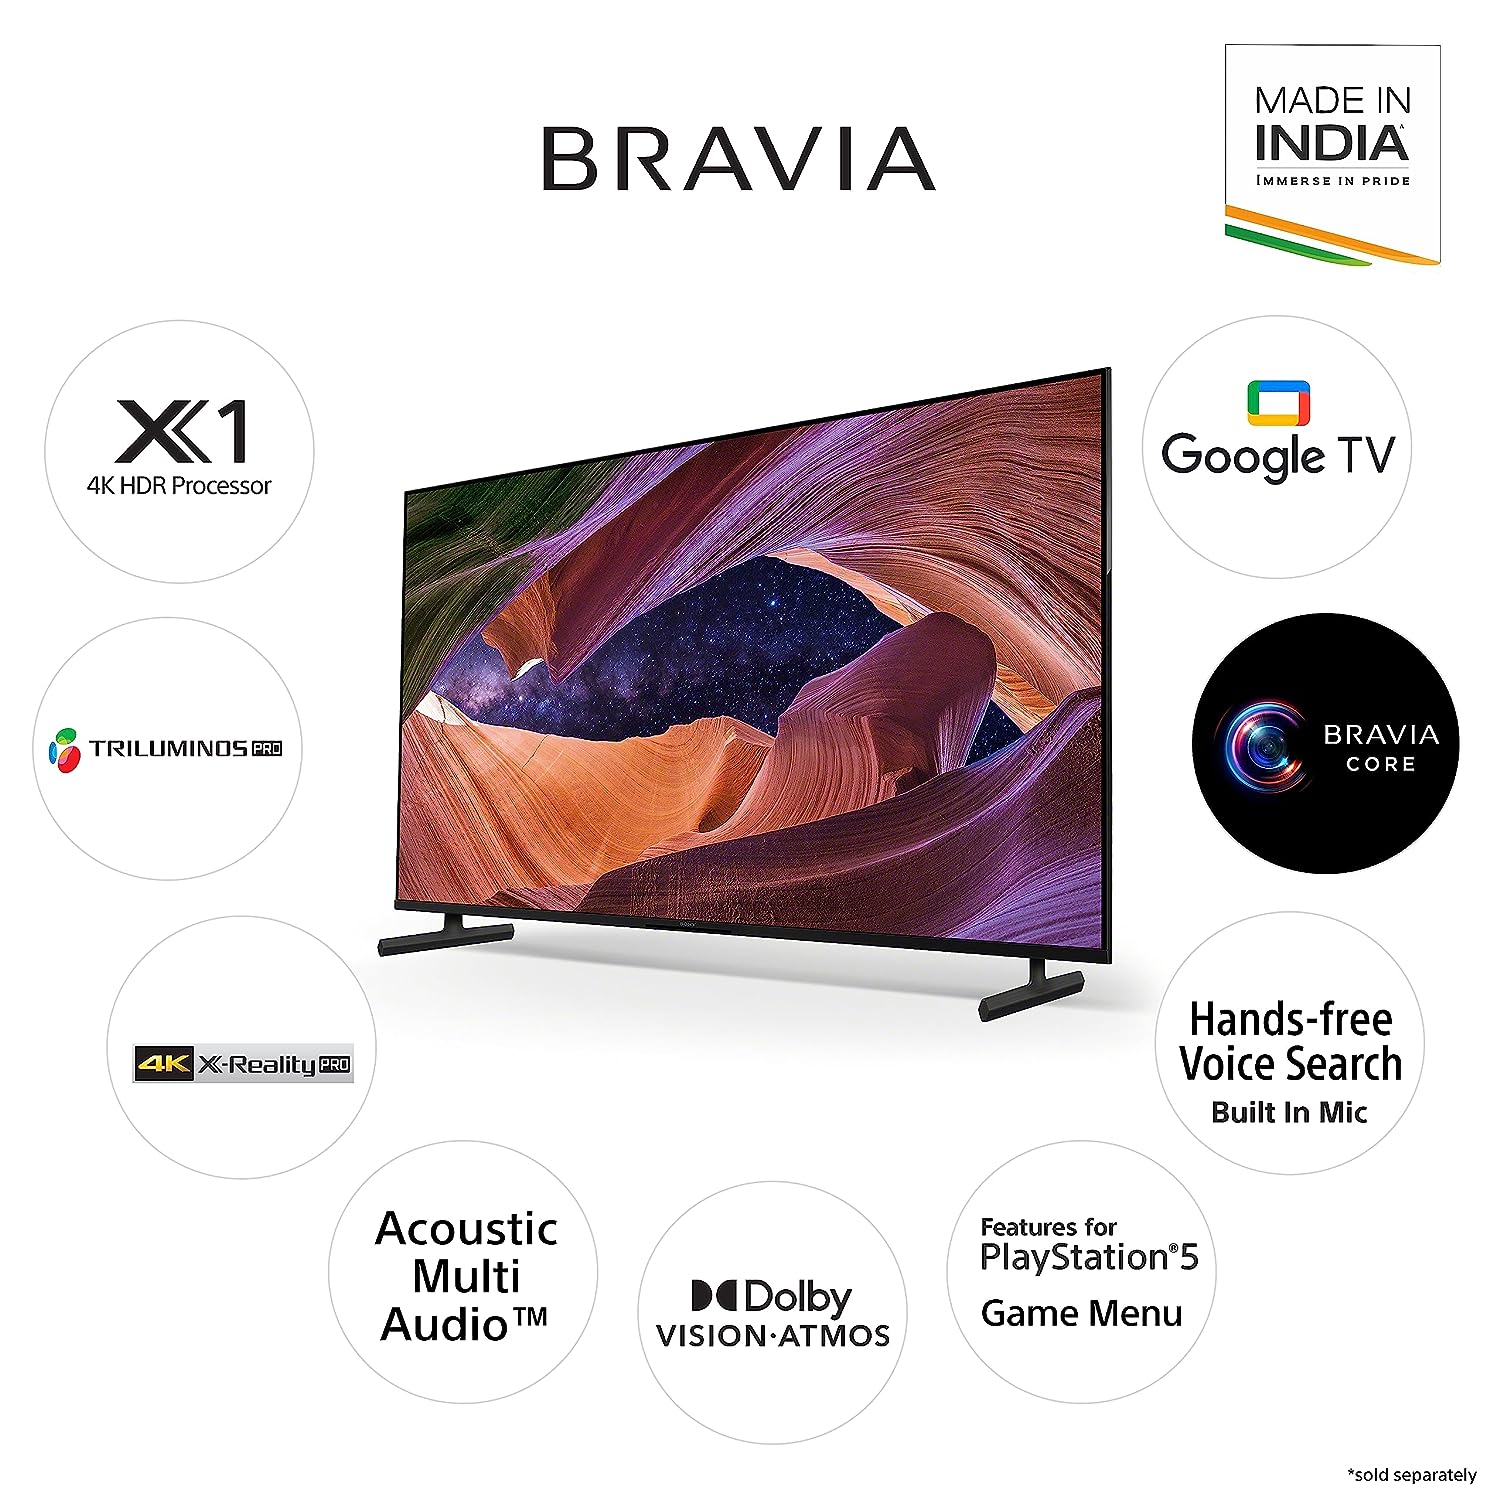 BRAVIA
MADE IN
INDIA^
IMMERSE IN PRIDE
X1
4K HDR Processor
Google TV
TRILUMINOS PRO
BRAVIA
CORE
4K X-Reality PRO
Hands-free
Voice Search
Built In Mic
SONY
Acoustic
Multi
Audio™
Dolby
VISION·ATMOS
Features for
PlayStation®5
Game Menu
*sold separately